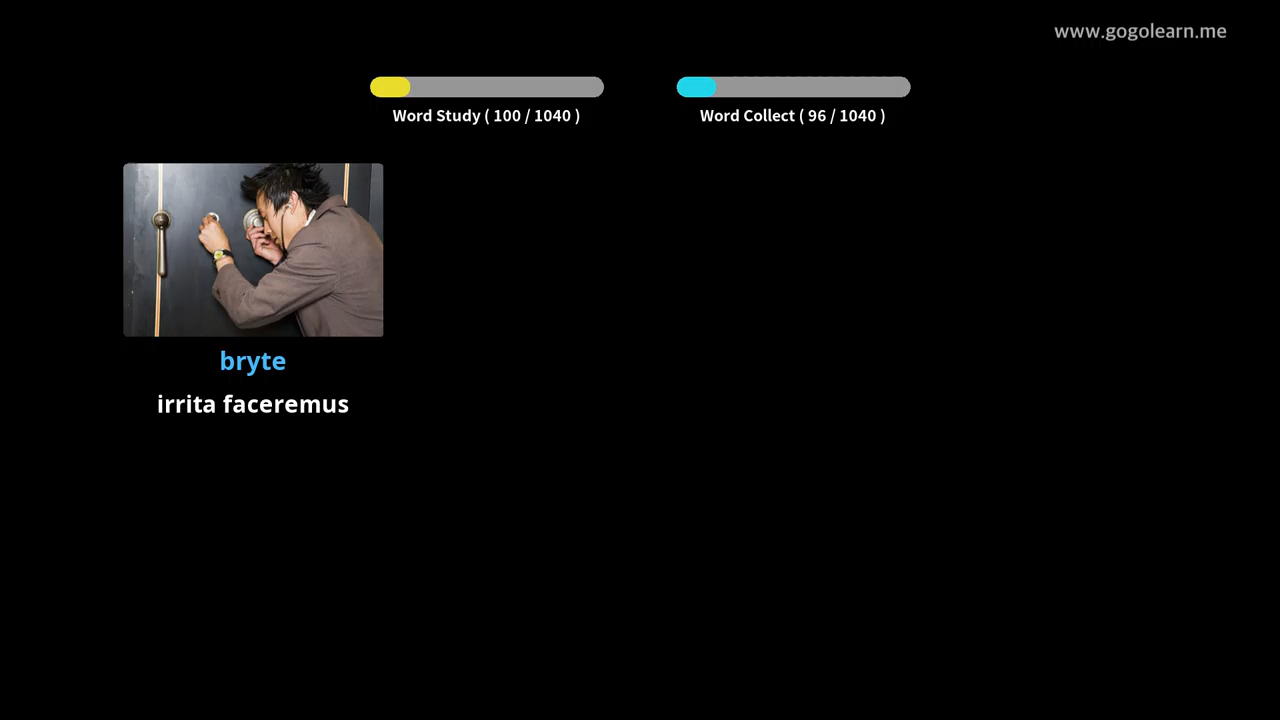 www.gogolearn.me
Word Study ( 100 / 1040 )
Word Collect ( 96 / 1040 )
bryte
irrita faceremus